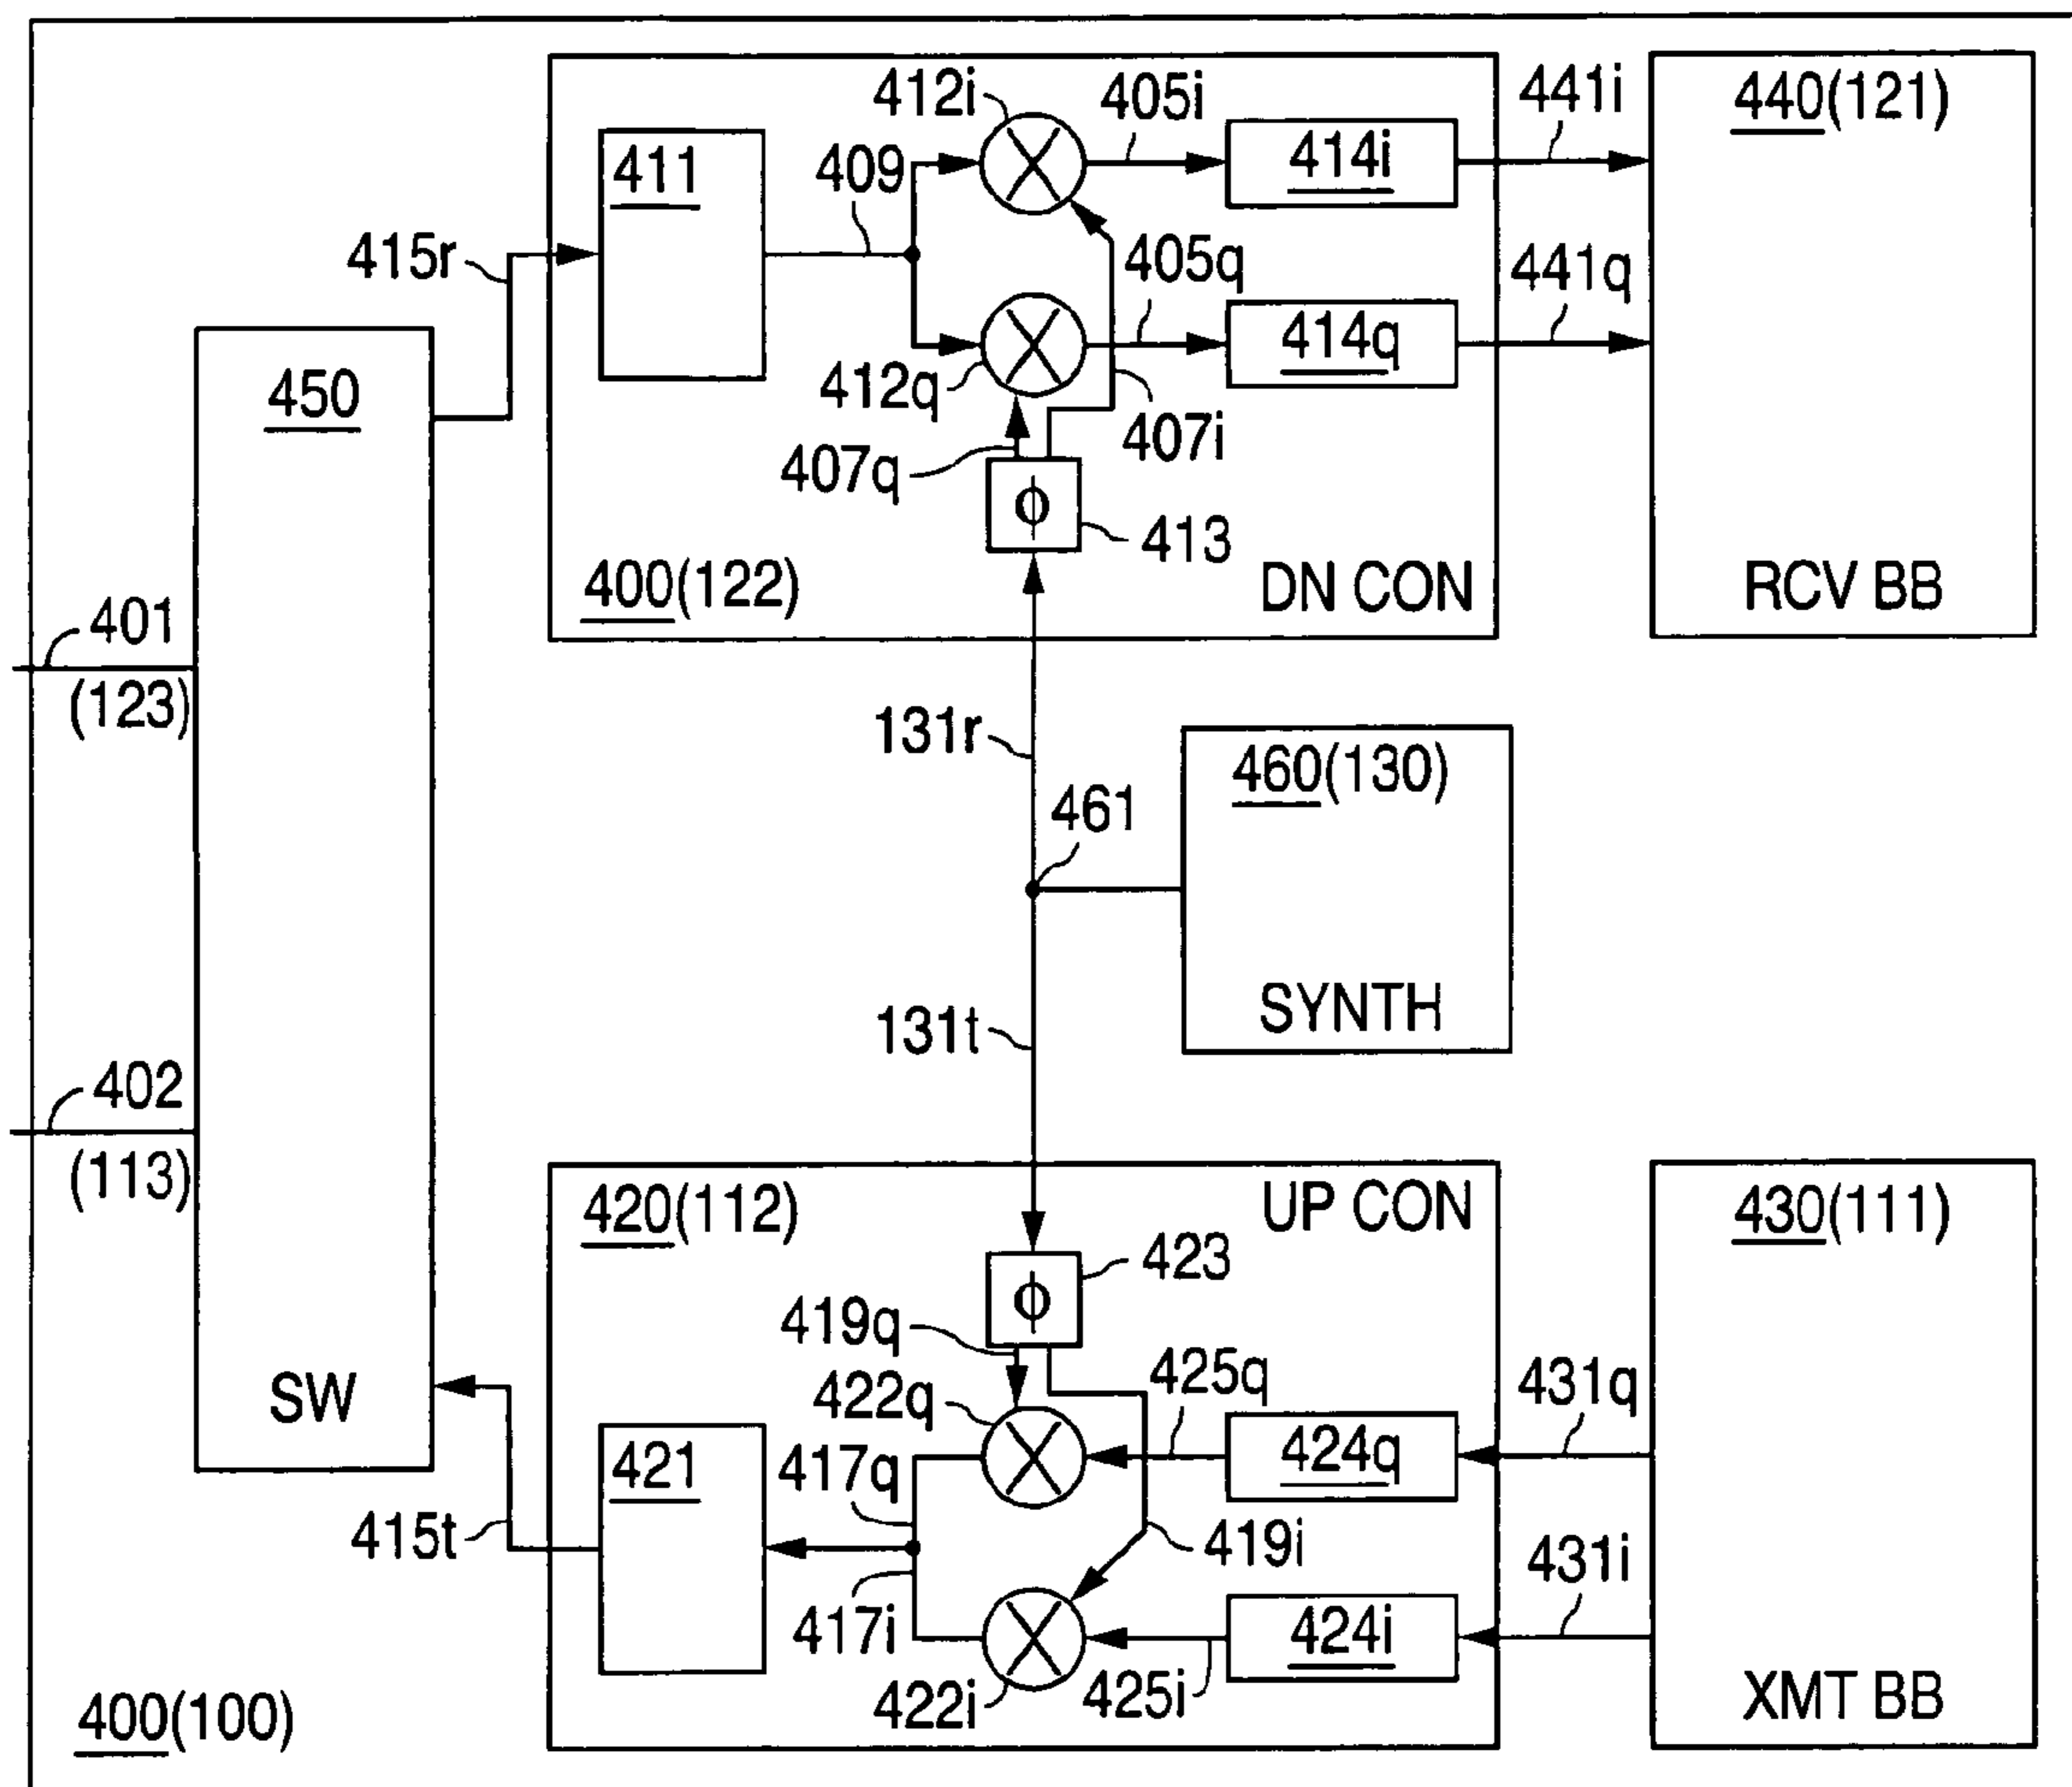 412i
405i
441i
440(121)
411
409
414i
415r
405q
441q
450
412q
414q
407i
407q
ϕ
413
400(122)
DN CON
RCV BB
401
(123)
131r
460(130)
461
SYNTH
131t
402
(113)
420(112)
UP CON
430(111)
423
ϕ
419q
425q
431q
422q
SW
421
417q
424q
415t
419i
431i
417i
424i
422i
425i
XMT BB
400(100)